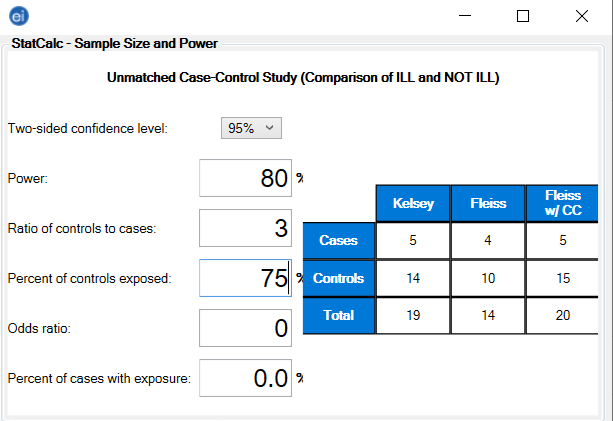 ei
StatCalc - Sample Size and Power
Unmatched Case-Control Study (Comparison of ILL and NOT ILL)
Two-sided confidence level: 95%
Power: 80 %
Ratio of controls to cases: 3
Percent of controls exposed: 75 %
Odds ratio: 0
Percent of cases with exposure: 0.0 %
Kelsey Fleiss Fleiss w/ CC
Cases 5 4 5
Controls 14 10 15
Total 19 14 20